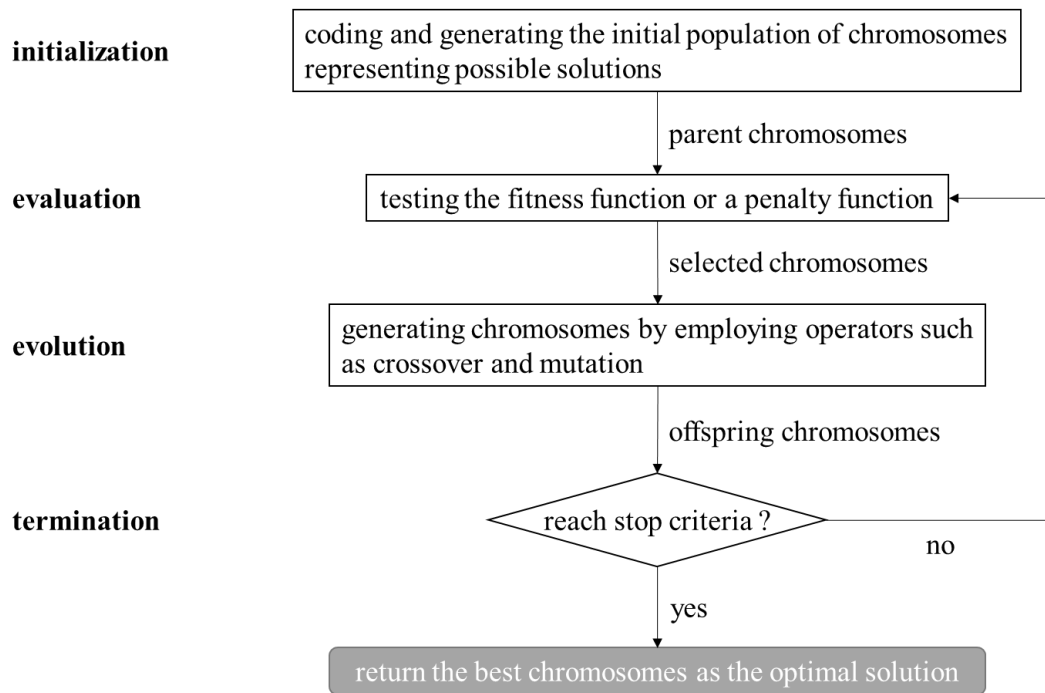 initialization
coding and generating the initial population of chromosomes
representing possible solutions
parent chromosomes
evaluation
testing the fitness function or a penalty function
selected chromosomes
evolution
generating chromosomes by employing operators such
as crossover and mutation
offspring chromosomes
termination
reach stop criteria ?
no
yes
return the best chromosomes as the optimal solution